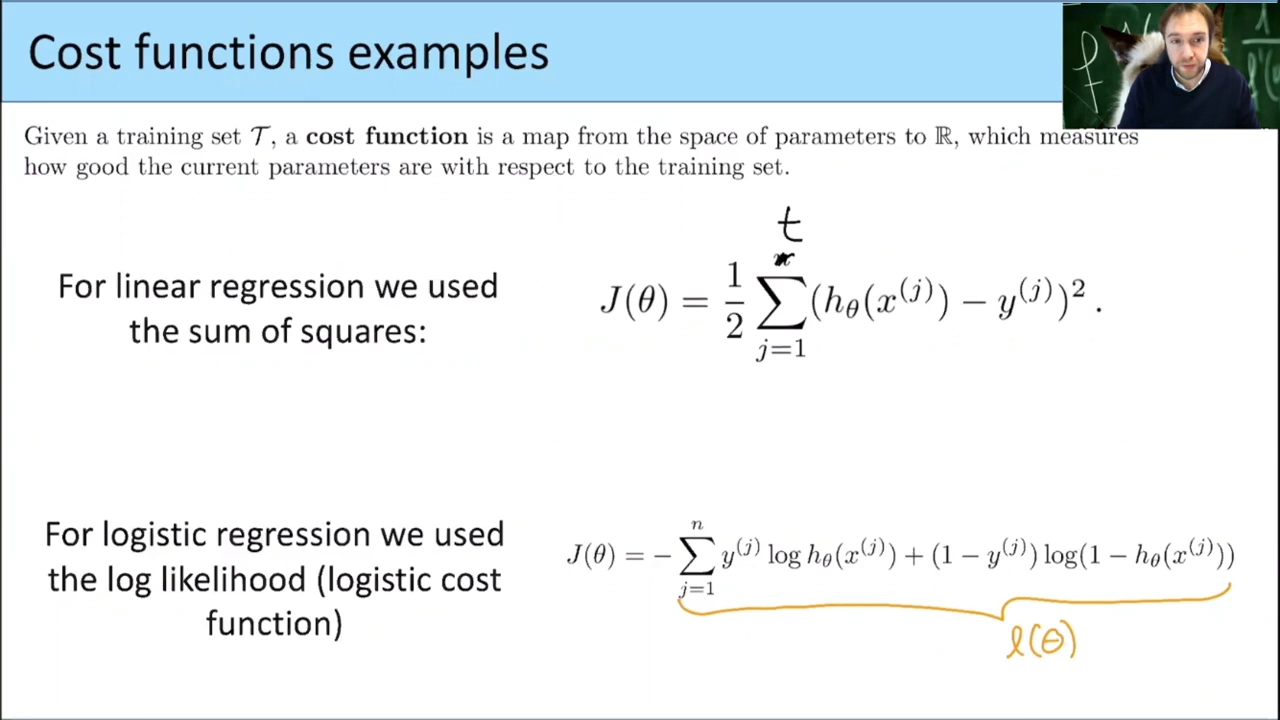 Cost functions examples
Given a training set 𝒯, a cost function is a map from the space of parameters to ℝ, which measures
how good the current parameters are with respect to the training set.
t
For linear regression we used
the sum of squares:
J(θ) = 1/2 ∑_{j=1} (h_θ(x^{(j)}) − y^{(j)})² .
For logistic regression we used
the log likelihood (logistic cost
function)
J(θ) = − ∑_{j=1}^{n} y^{(j)} log h_θ(x^{(j)}) + (1 − y^{(j)}) log(1 − h_θ(x^{(j)}))
ℓ(θ)